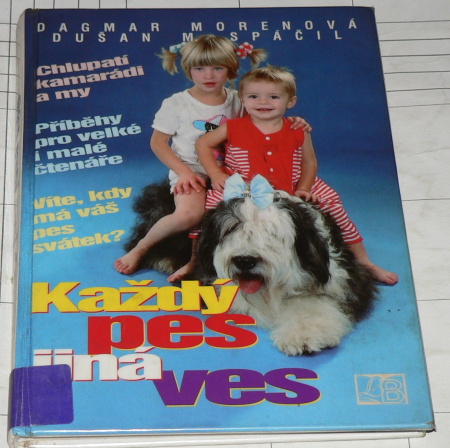 DAGMAR MORENOVÁ
DUŠAN M. SPÁČIL
Chlupatí
kamarádi
a my
Příběhy
pro velké
i malé
čtenáře
Víte, kdy
má váš
pes
svátek?
Každý
pes
jiná
ves
LB